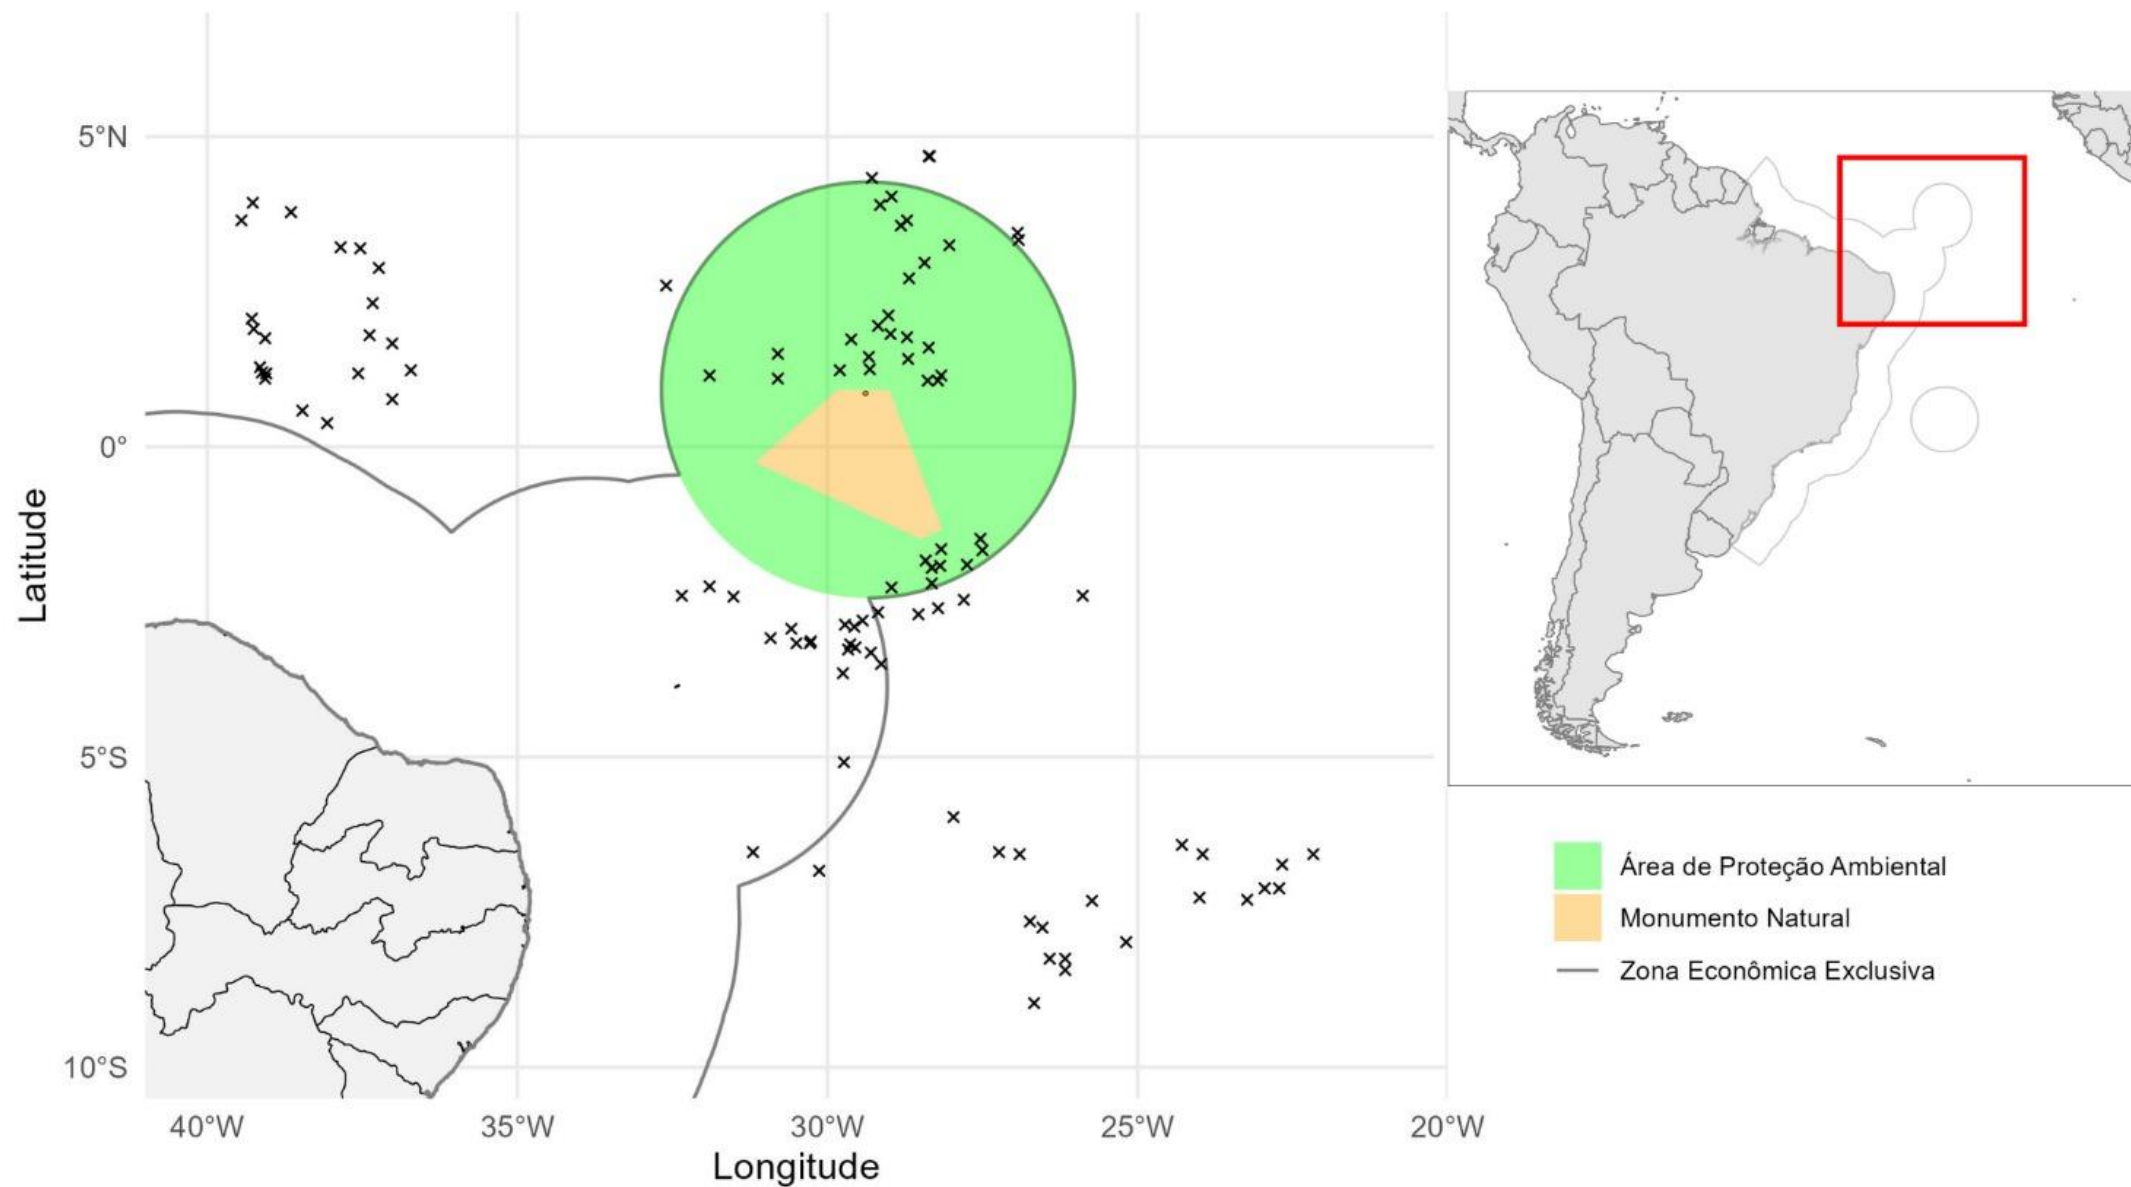 5°N
0°
5°S
10°S
Latitude
40°W
35°W
30°W
25°W
20°W
Longitude
Área de Proteção Ambiental
Monumento Natural
Zona Econômica Exclusiva